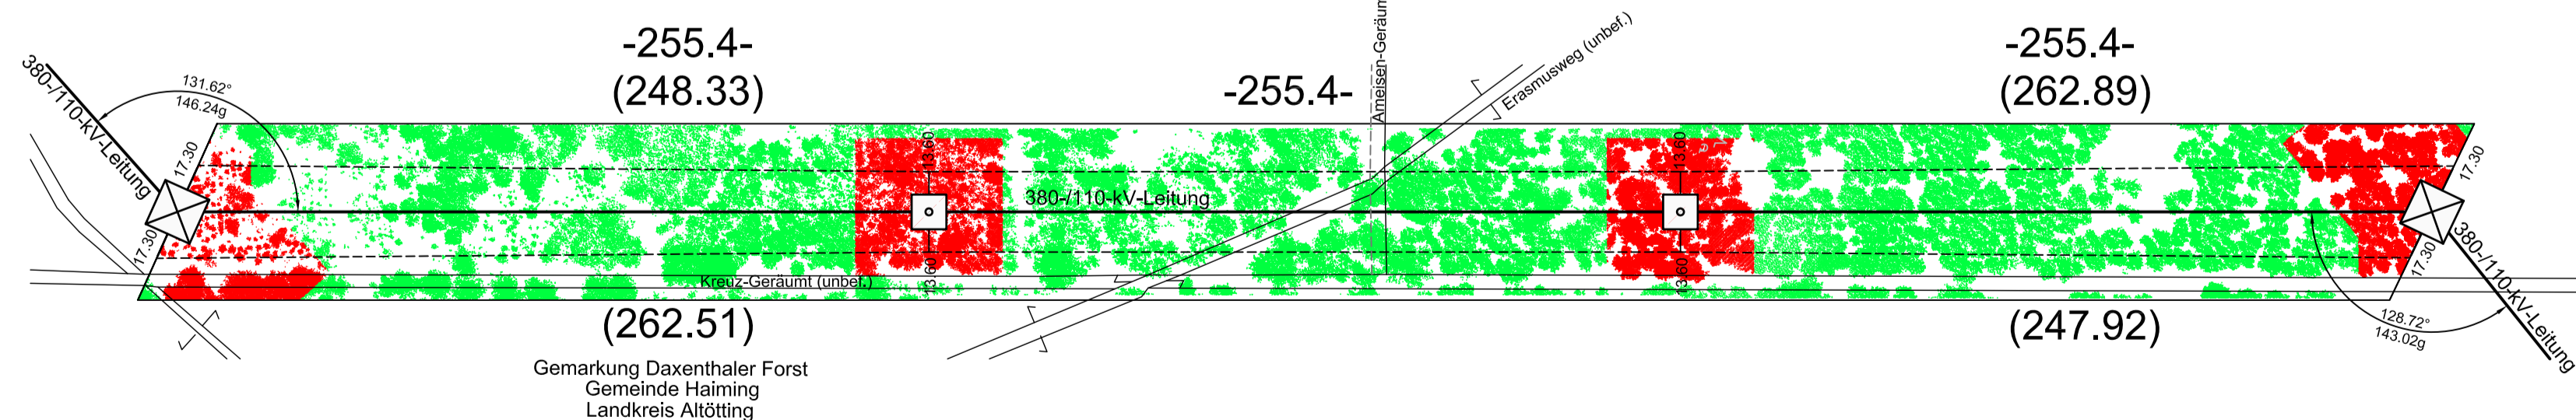 -255.4-
(248.33)
-255.4-
-255.4-
(262.89)
Ameisen-Geräum
Erasmusweg (unbef.)
380-/110-kV-Leitung
131.62°
146.24g
17.30
17.30
13.60
13.60
380-/110-kV-Leitung
13.60
13.60
17.30
17.30
380-/110-kV-Leitung
128.72°
143.02g
Kreuz-Geräumt (unbef.)
(262.51)
(247.92)
Gemarkung Daxenthaler Forst
Gemeinde Haiming
Landkreis Altötting